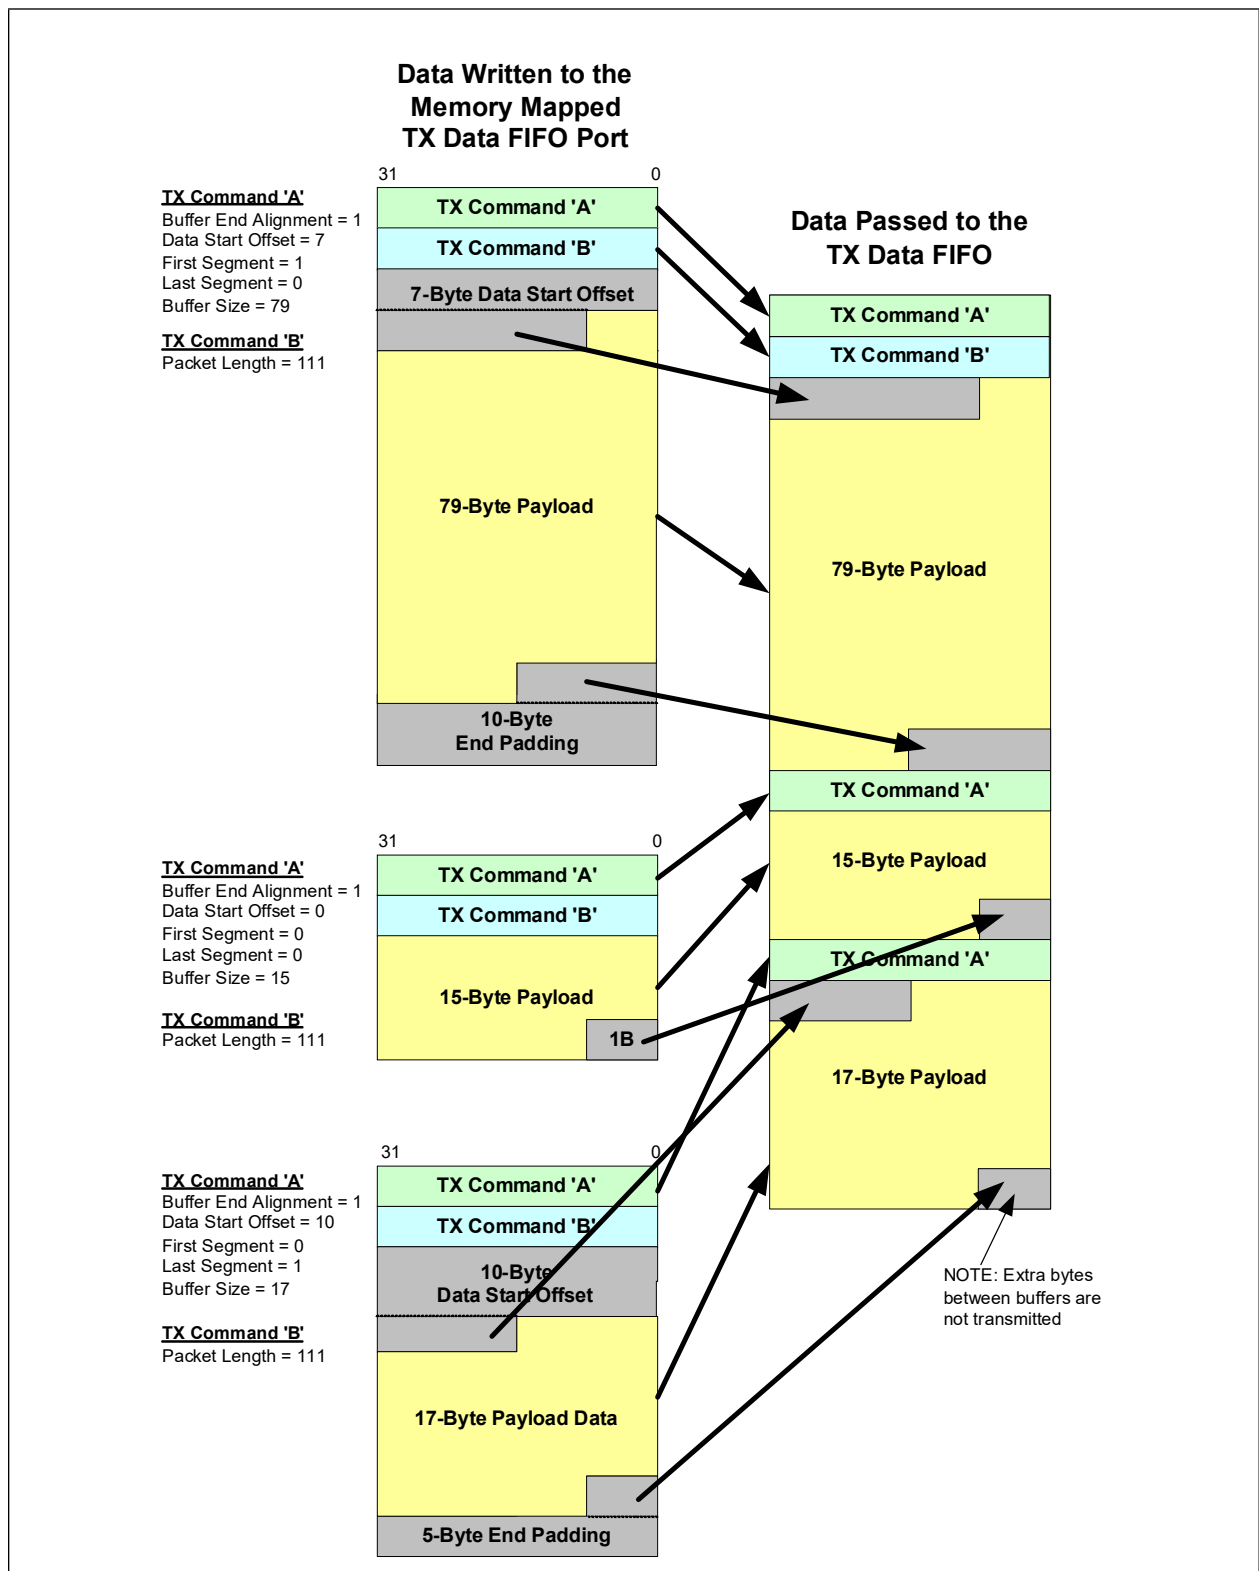 Data Written to the
Memory Mapped
TX Data FIFO Port
31 0
TX Command 'A'
Buffer End Alignment = 1
Data Start Offset = 7
First Segment = 1
Last Segment = 0
Buffer Size = 79
TX Command 'B'
Packet Length = 111
TX Command 'A'
TX Command 'B'
7-Byte Data Start Offset
79-Byte Payload
10-Byte
End Padding
31 0
TX Command 'A'
Buffer End Alignment = 1
Data Start Offset = 0
First Segment = 0
Last Segment = 0
Buffer Size = 15
TX Command 'B'
Packet Length = 111
TX Command 'A'
TX Command 'B'
15-Byte Payload
1B
31 0
TX Command 'A'
Buffer End Alignment = 1
Data Start Offset = 10
First Segment = 0
Last Segment = 1
Buffer Size = 17
TX Command 'B'
Packet Length = 111
TX Command 'A'
TX Command 'B'
10-Byte
Data Start Offset
17-Byte Payload Data
5-Byte End Padding
Data Passed to the
TX Data FIFO
TX Command 'A'
TX Command 'B'
79-Byte Payload
TX Command 'A'
15-Byte Payload
TX Command 'A'
17-Byte Payload
NOTE: Extra bytes
between buffers are
not transmitted